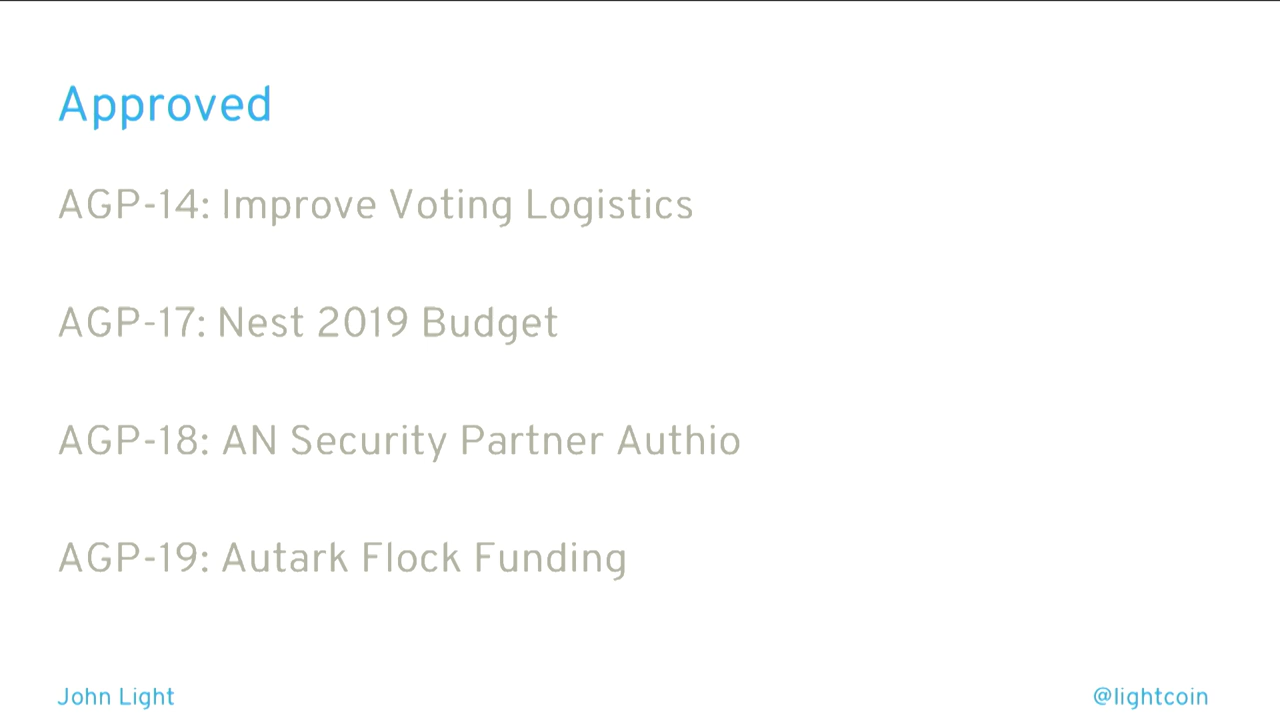 Approved
AGP-14: Improve Voting Logistics
AGP-17: Nest 2019 Budget
AGP-18: AN Security Partner Authio
AGP-19: Autark Flock Funding
John Light
@lightcoin